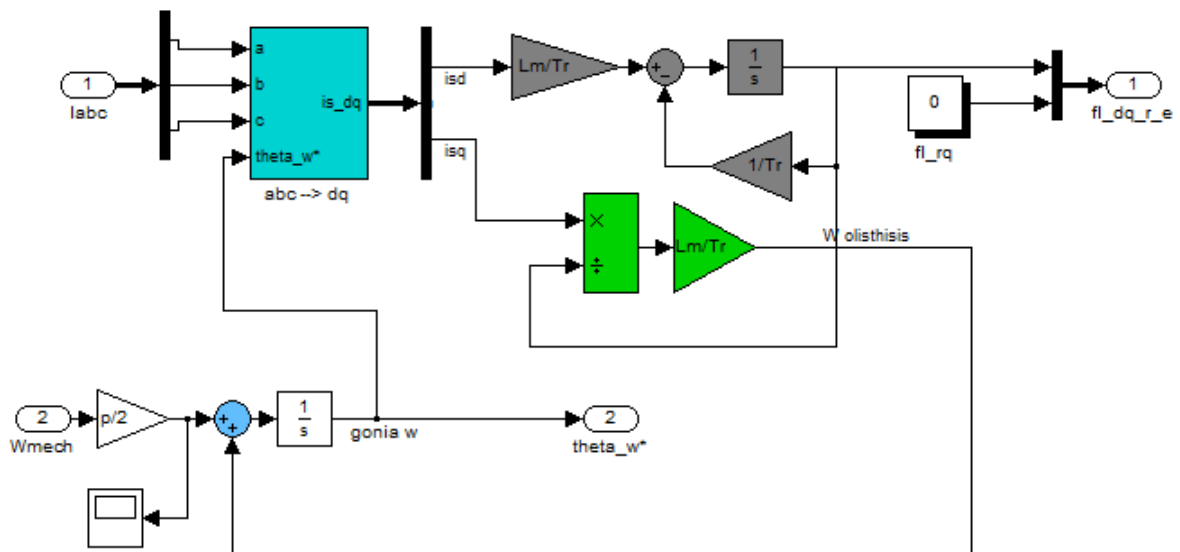 1
Iabc
a
b
c
theta_w*
is_dq
abc --> dq
isd
isq
Lm/Tr
+
−
1
s
1/Tr
0
fl_rq
1
fl_dq_r_e
×
÷
Lm/Tr
W olisthisis
2
Wmech
p/2
+
+
1
s
gonia w
2
theta_w*